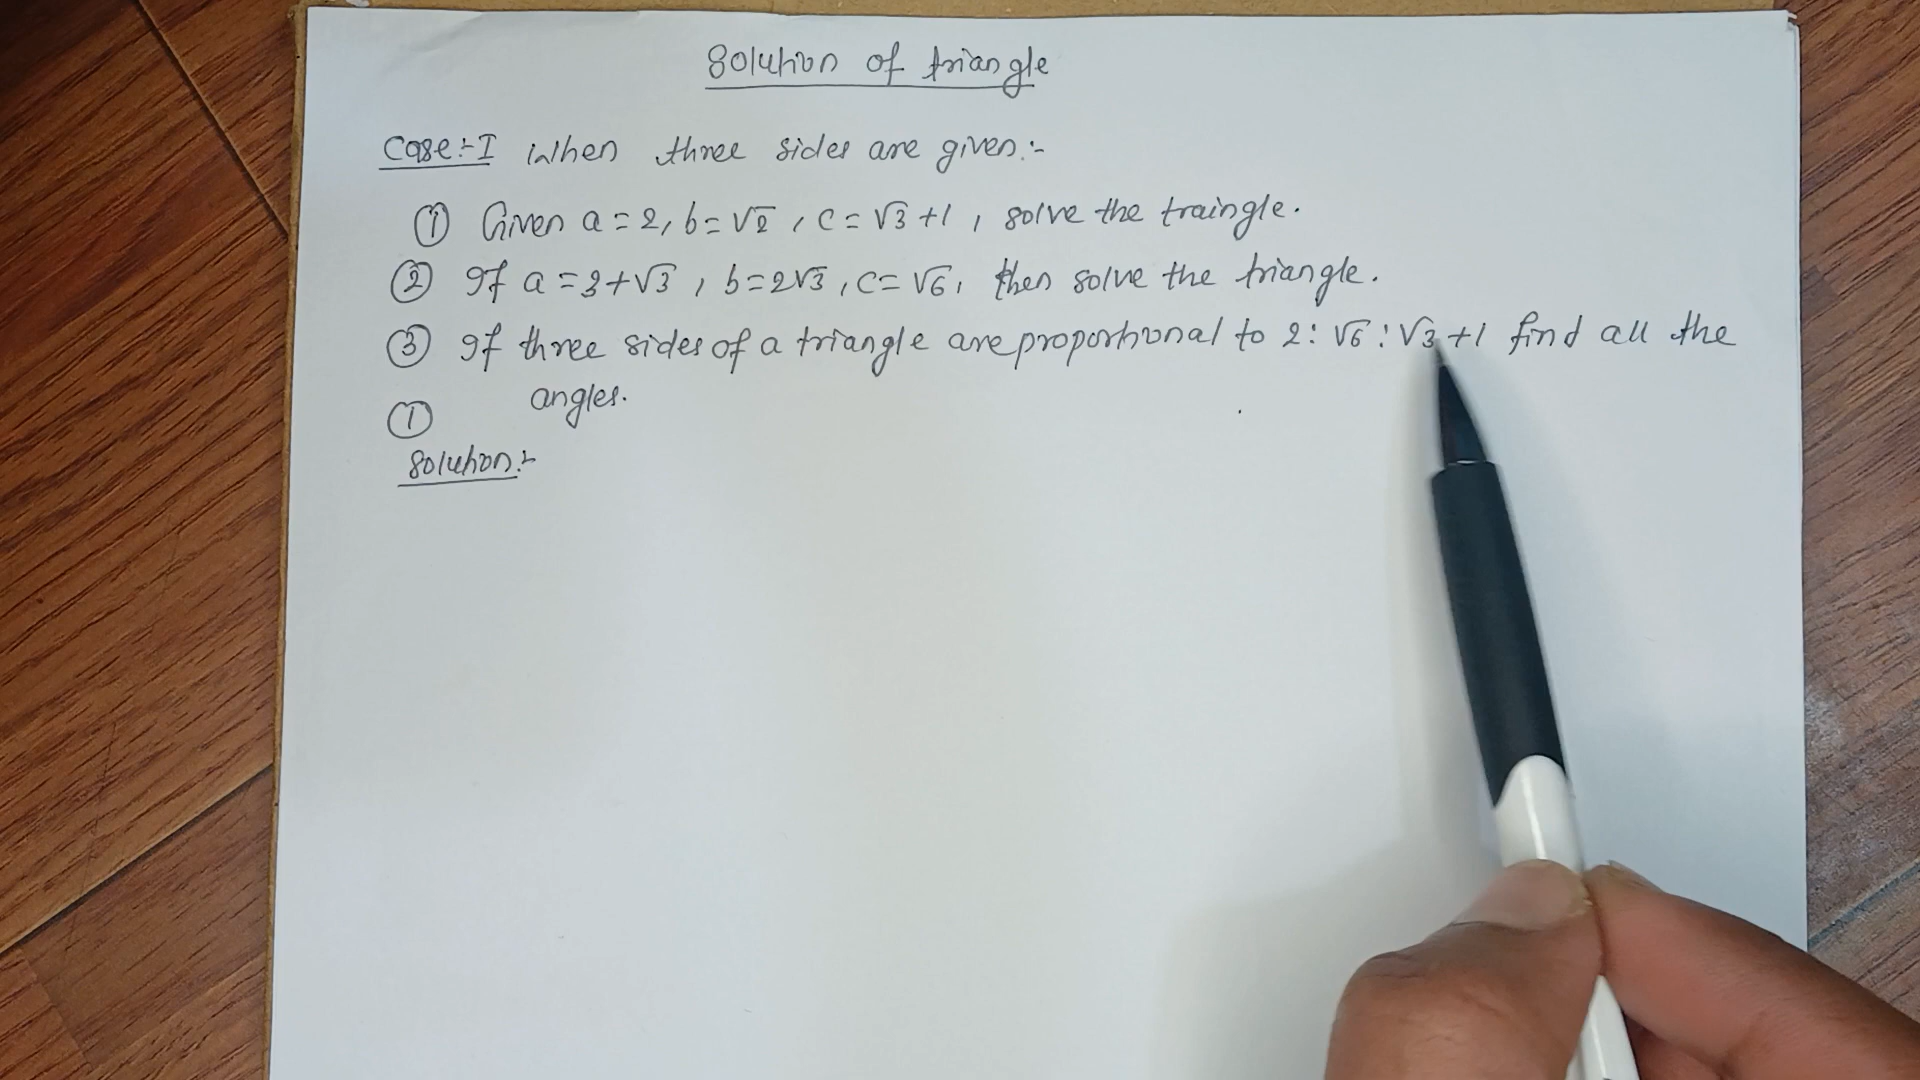 Solution of triangle
Case:-I When three sides are given:-
① Given a = 2, b = √2, c = √3 + 1, solve the traingle.
② If a = 3+√3, b = 2√3, c = √6, then solve the triangle.
③ If three sides of a triangle are proportional to 2 : √6 : √3 + 1 find all the
angles.
①
Solution:-